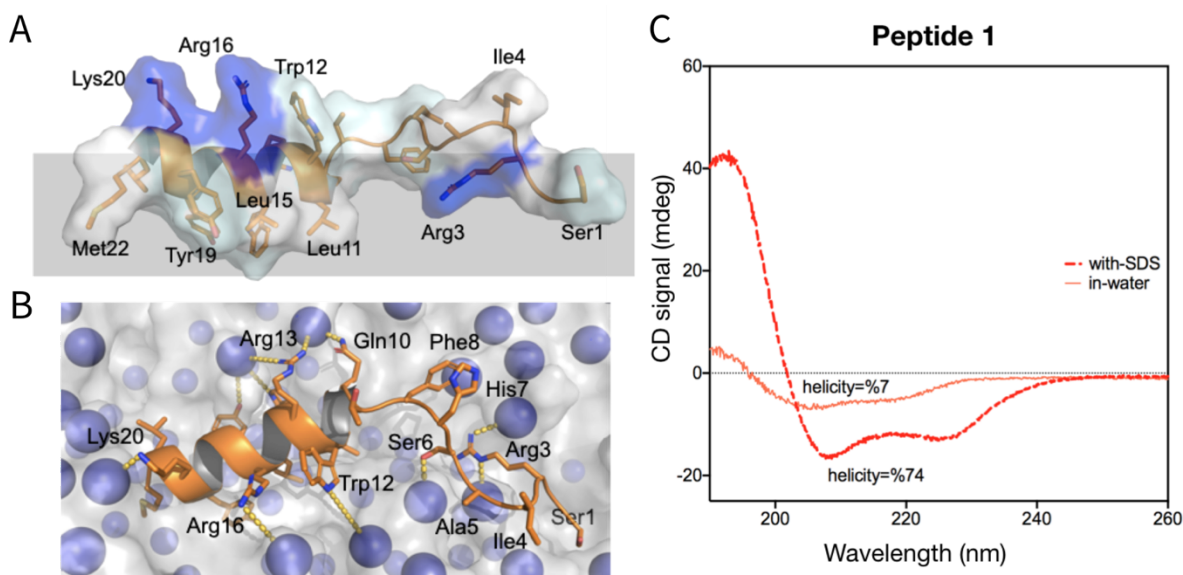 A
Arg16
Lys20
Trp12
Ile4
Leu15
Met22
Tyr19
Leu11
Arg3
Ser1
B
Arg13
Gln10
Phe8
His7
Lys20
Ser6
Arg3
Trp12
Arg16
Ala5
Ile4
Ser1
C
Peptide 1
CD signal (mdeg)
60
40
20
0
-20
with-SDS
in-water
helicity=%7
helicity=%74
200
220
240
260
Wavelength (nm)